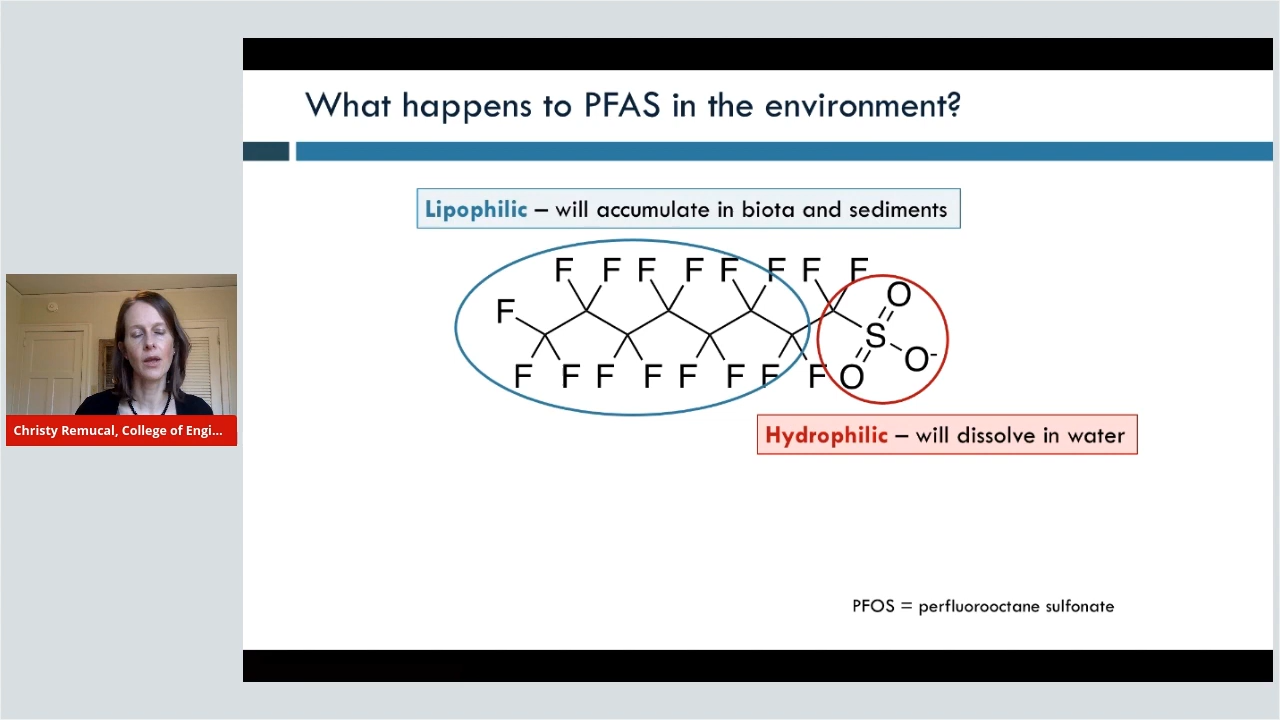 What happens to PFAS in the environment?
Lipophilic – will accumulate in biota and sediments
F F F F F F F F
F
O
S
O-
F F F F F F F F O
Hydrophilic – will dissolve in water
Christy Remucal, College of Engi...
PFOS = perfluorooctane sulfonate